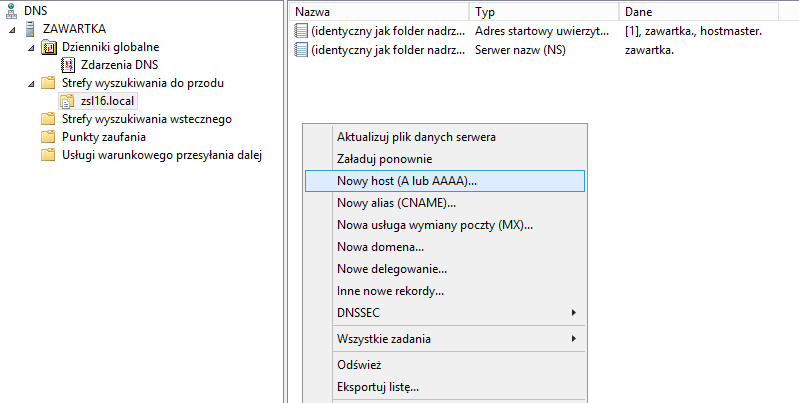 DNS
ZAWARTKA
Dzienniki globalne
Zdarzenia DNS
Strefy wyszukiwania do przodu
zsl16.local
Strefy wyszukiwania wstecznego
Punkty zaufania
Usługi warunkowego przesyłania dalej
Nazwa Typ Dane
(identyczny jak folder nadrz... Adres startowy uwierzyt... [1], zawartka., hostmaster.
(identyczny jak folder nadrz... Serwer nazw (NS) zawartka.
Aktualizuj plik danych serwera
Załaduj ponownie
Nowy host (A lub AAAA)...
Nowy alias (CNAME)...
Nowa usługa wymiany poczty (MX)...
Nowa domena...
Nowe delegowanie...
Inne nowe rekordy...
DNSSEC
Wszystkie zadania
Odśwież
Eksportuj listę...